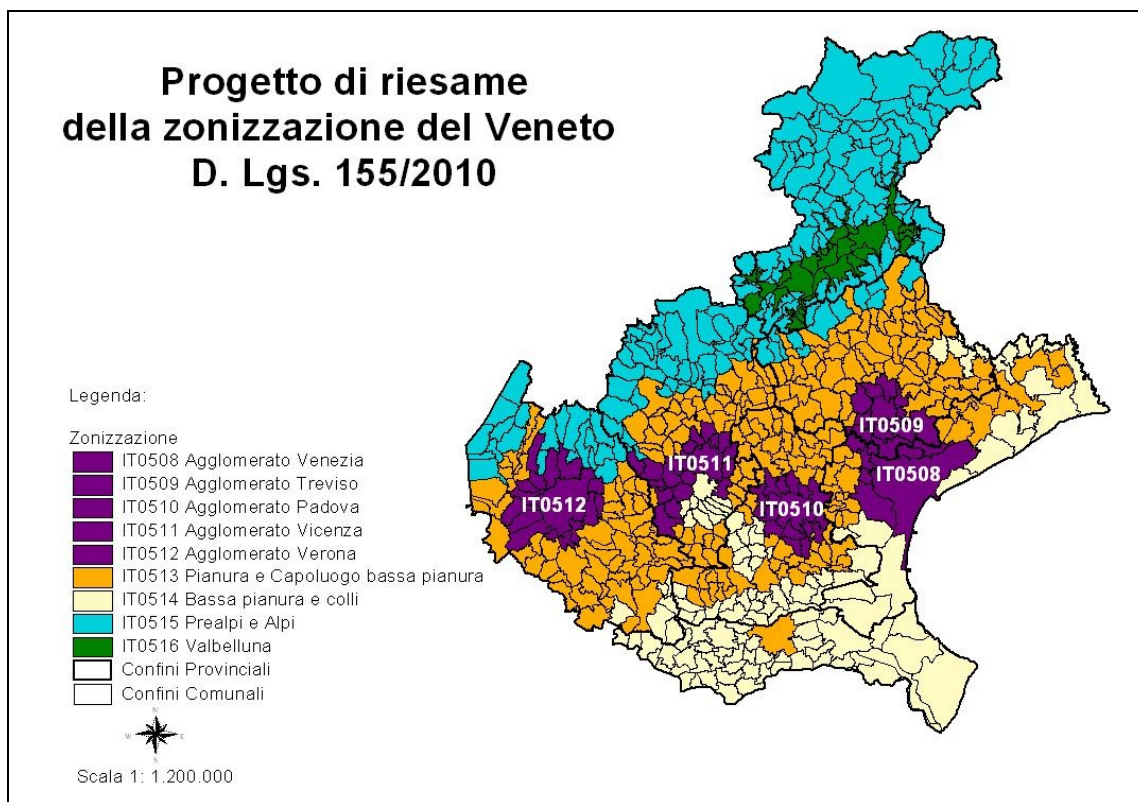 Progetto di riesame
della zonizzazione del Veneto
D. Lgs. 155/2010
Legenda:
Zonizzazione
IT0508 Agglomerato Venezia
IT0509 Agglomerato Treviso
IT0510 Agglomerato Padova
IT0511 Agglomerato Vicenza
IT0512 Agglomerato Verona
IT0513 Pianura e Capoluogo bassa pianura
IT0514 Bassa pianura e colli
IT0515 Prealpi e Alpi
IT0516 Valbelluna
Confini Provinciali
Confini Comunali
N
W E
S
Scala 1: 1.200.000
IT0509
IT0511
IT0508
IT0512
IT0510